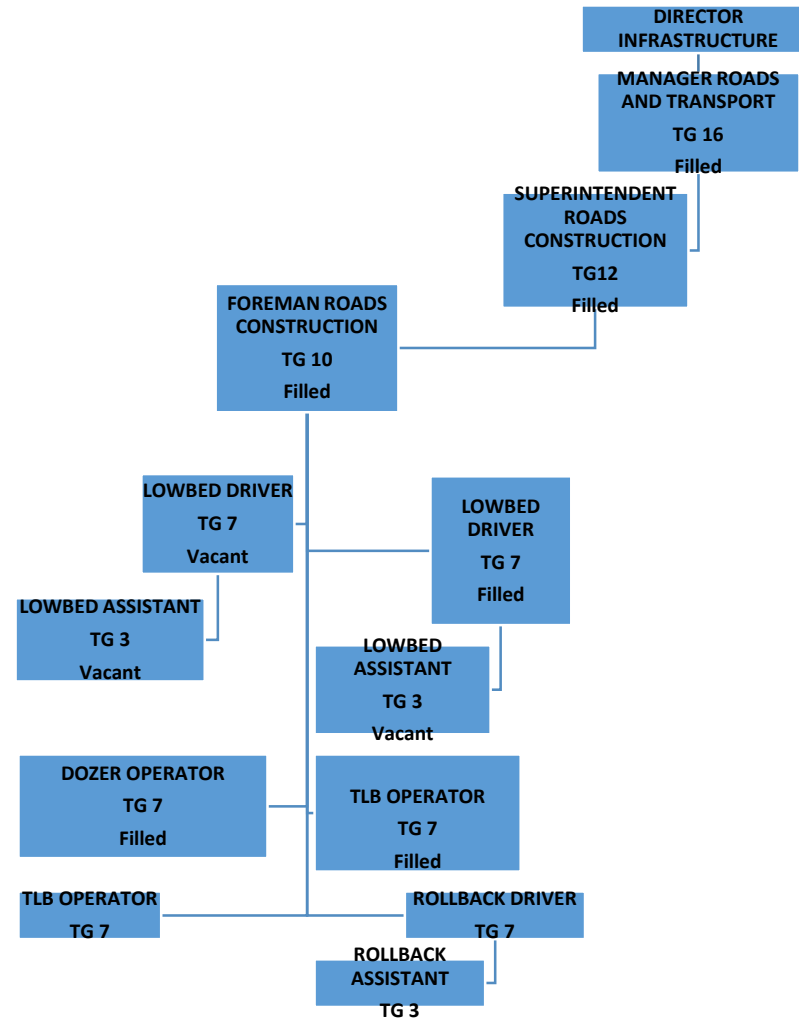 DIRECTOR
INFRASTRUCTURE
MANAGER ROADS
AND TRANSPORT
TG 16
Filled
SUPERINTENDENT
ROADS
CONSTRUCTION
TG12
Filled
FOREMAN ROADS
CONSTRUCTION
TG 10
Filled
LOWBED DRIVER
TG 7
Vacant
LOWBED
DRIVER
TG 7
Filled
LOWBED ASSISTANT
TG 3
Vacant
LOWBED
ASSISTANT
TG 3
Vacant
DOZER OPERATOR
TG 7
Filled
TLB OPERATOR
TG 7
Filled
TLB OPERATOR
TG 7
ROLLBACK DRIVER
TG 7
ROLLBACK
ASSISTANT
TG 3